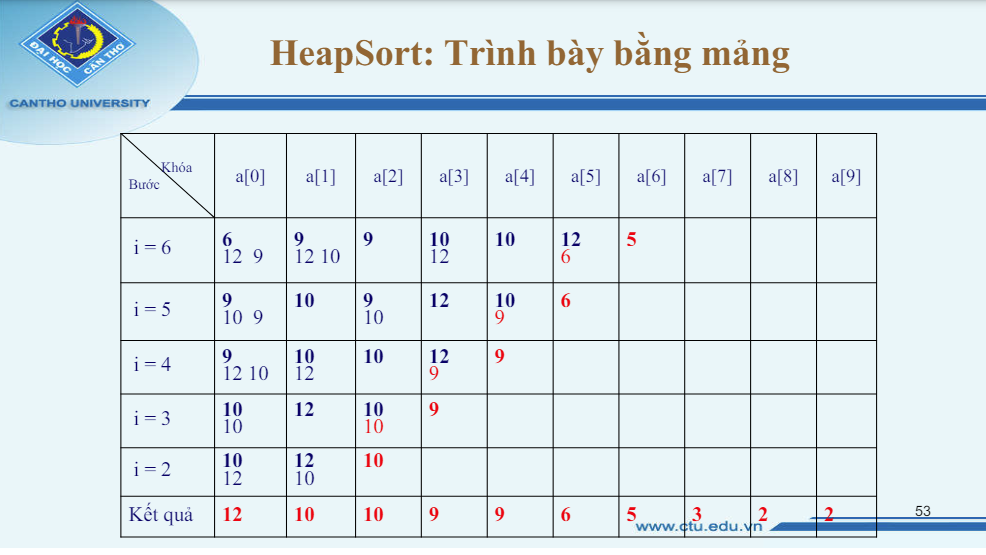 ĐẠI HỌC CẦN THƠ
CANTHO UNIVERSITY
HeapSort: Trình bày bằng mảng
Khóa
Bước
a[0] a[1] a[2] a[3] a[4] a[5] a[6] a[7] a[8] a[9]
i = 6 6 9 9 10 10 12 5
12 9 12 10 12 6
i = 5 9 10 9 12 10 6
10 9 10 9
i = 4 9 10 10 12 9
12 10 12 9
i = 3 10 12 10 9
10 10
i = 2 10 12 10
12 10
Kết quả 12 10 10 9 9 6 5 3 2 2
53
www.ctu.edu.vn